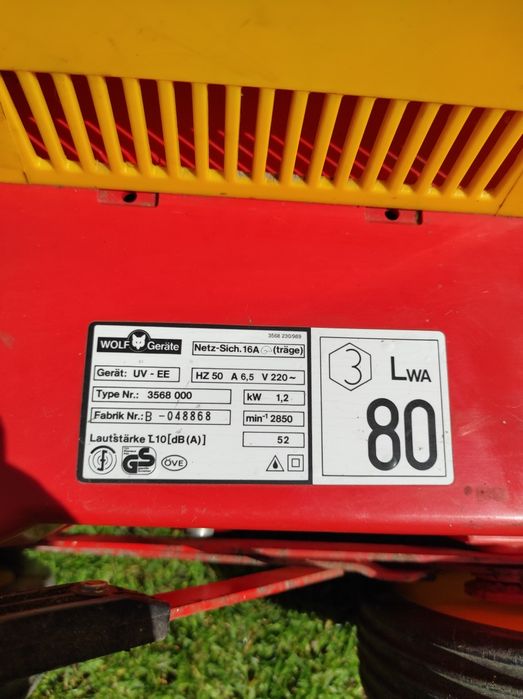 3568 230/989
WOLF Geräte
Netz-Sich. 16A (träge)
Gerät: UV-EE
HZ 50 A 6,5 V 220~
Type Nr.: 3568 000
kW 1,2
Fabrik Nr.: B-048868
min⁻¹ 2850
Lautstärke L10 [dB(A)]
52
GS
ÖVE
3
LWA
80